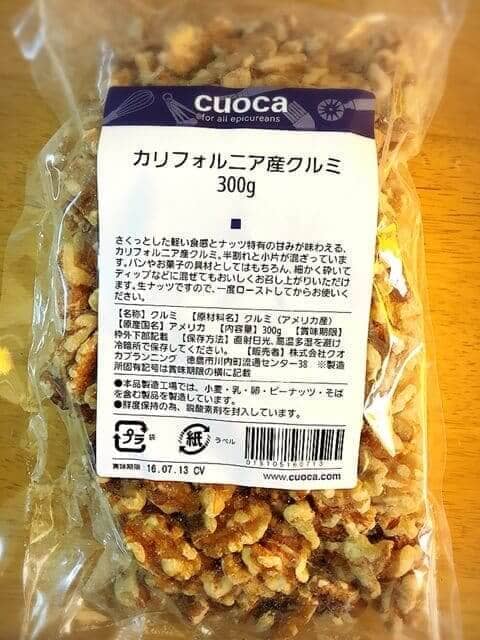 cuoca
for all epicureans
カリフォルニア産クルミ
300g
さくっとした軽い食感とナッツ特有の甘みが味わえる、
カリフォルニア産クルミ。半割れと小片が混ざっていま
す。パンやお菓子の具材としてはもちろん、細かく砕いて
ディップなどに混ぜてもおいしくお召し上がりいただけ
ます。生ナッツですので、一度ローストしてからお使いく
ださい。
【名称】クルミ 【原材料名】クルミ(アメリカ産)
【原産国名】アメリカ 【内容量】300g 【賞味期限】
枠外下部記載 【保存方法】直射日光、高温多湿を避け
冷暗所で保存してください。 【販売者】株式会社クオ
カプランニング 徳島市川内町流通センター38 ※製造
所固有記号は賞味期限の横に記載
●本品製造工場では、小麦・乳・卵・ピーナッツ・そば
を含む製品を製造しています。
●鮮度保持の為、脱酸素剤を封入しています。
プラ 袋
紙 ラベル
www.cuoca.com
賞味期限 16.07.13 CV